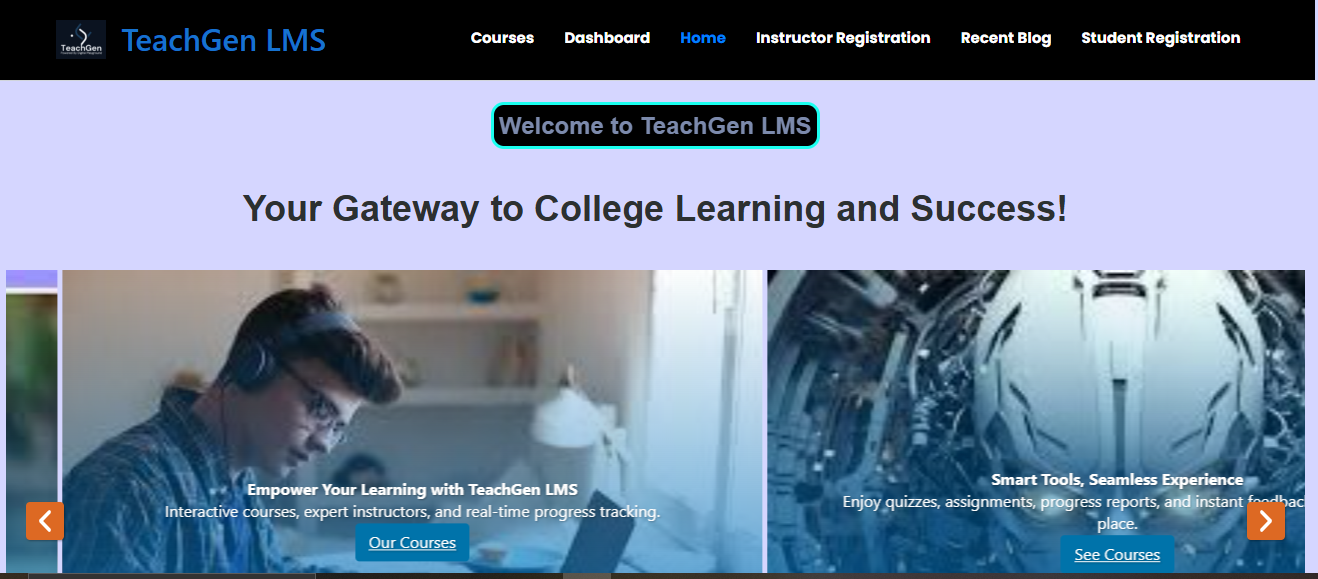 TeachGen
TeachGen LMS
Courses Dashboard Home Instructor Registration Recent Blog Student Registration
Welcome to TeachGen LMS
Your Gateway to College Learning and Success!
Empower Your Learning with TeachGen LMS
Interactive courses, expert instructors, and real-time progress tracking.
Our Courses
Smart Tools, Seamless Experience
Enjoy quizzes, assignments, progress reports, and instant
place.
See Courses